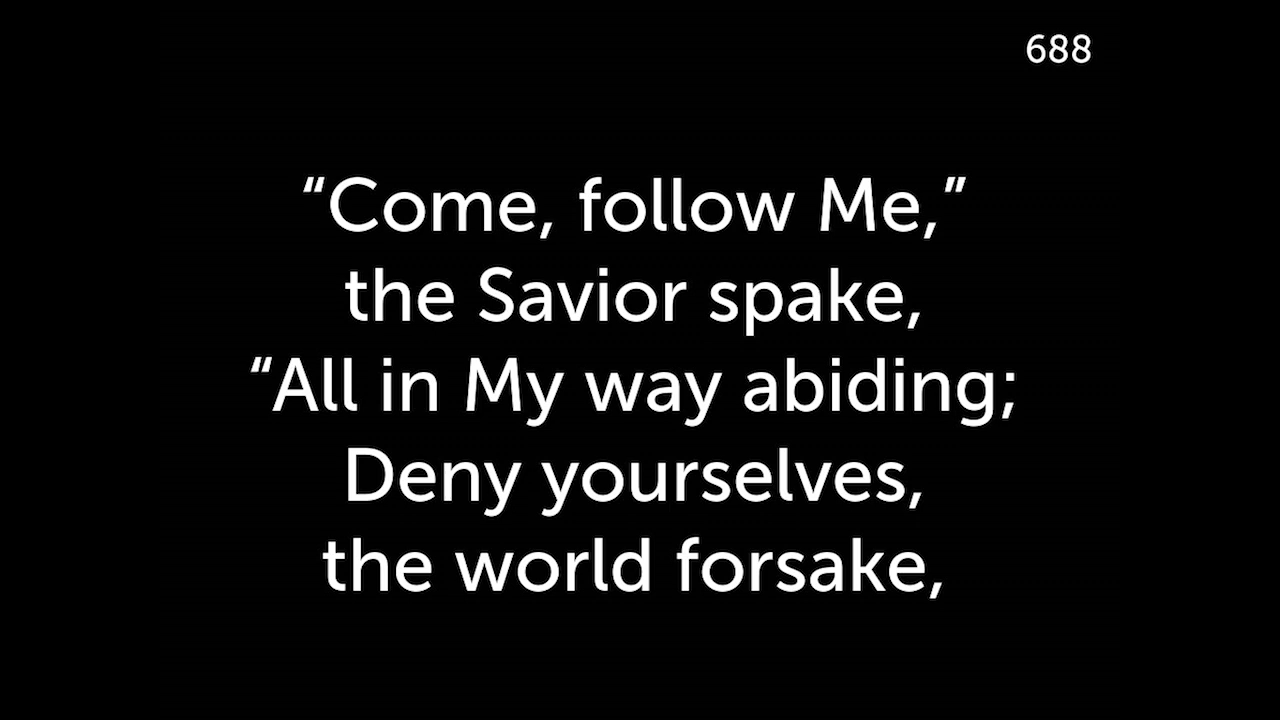 688
“Come, follow Me,”
the Savior spake,
“All in My way abiding;
Deny yourselves,
the world forsake,